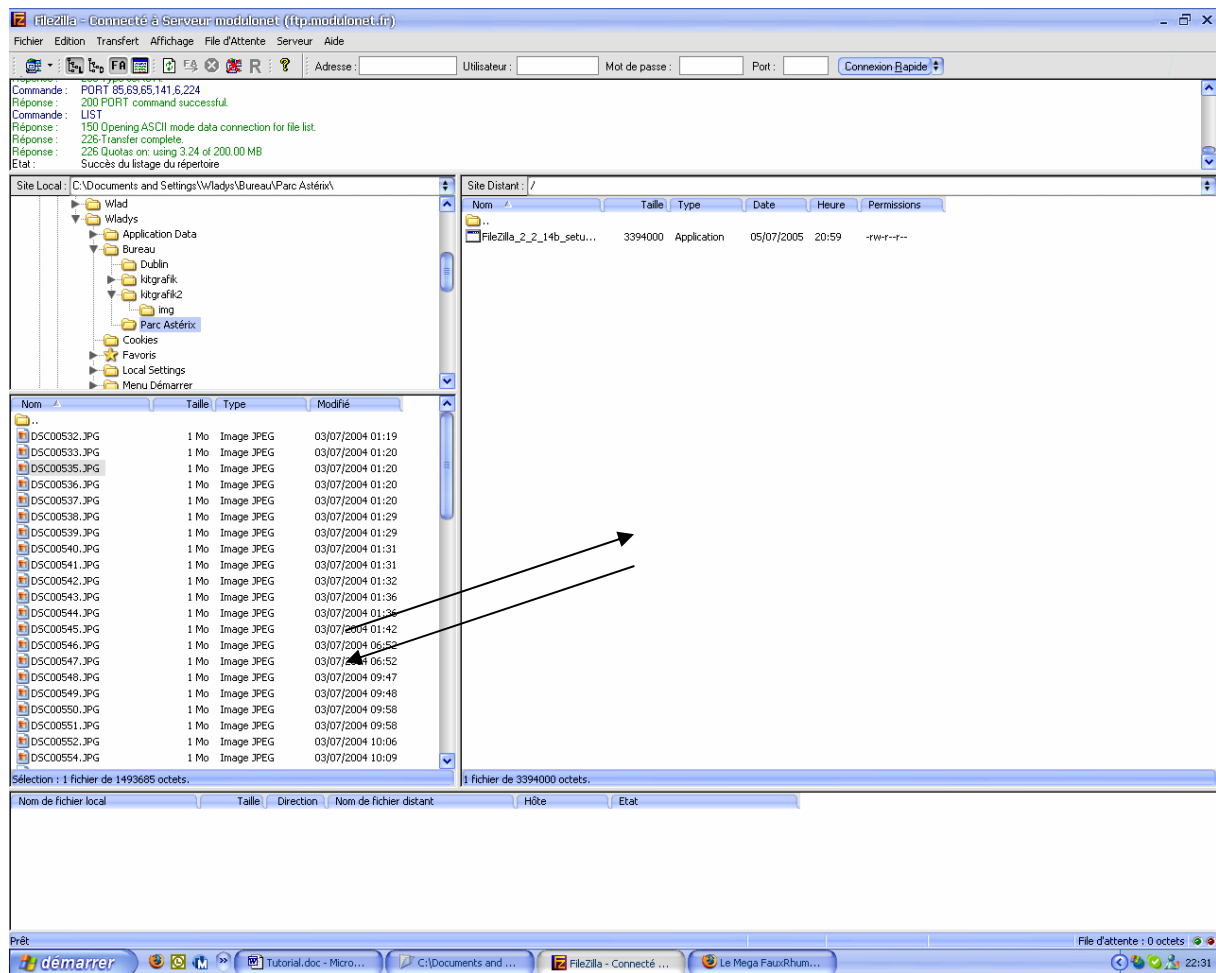 FileZilla - Connecté à Serveur modulonet (ftp.modulonet.fr)
Fichier Edition Transfert Affichage File d'Attente Serveur Aide
Adresse : Utilisateur : Mot de passe : Port : Connexion Rapide
Commande : PORT 85,69,65,141,6,224
Réponse : 200 PORT command successful.
Commande : LIST
Réponse : 150 Opening ASCII mode data connection for file list.
Réponse : 226-Transfer complete.
Réponse : 226 Quotas on: using 3.24 of 200.00 MB
Etat : Succès du listage du répertoire
Site Local : C:\Documents and Settings\Wladys\Bureau\Parc Astérix\
Wlad
Wladys
Application Data
Bureau
Dublin
kitgrafik
kitgrafik2
img
Parc Astérix
Cookies
Favoris
Local Settings
Menu Démarrer
Nom Taille Type Modifié
..
DSC00532.JPG 1 Mo Image JPEG 03/07/2004 01:19
DSC00533.JPG 1 Mo Image JPEG 03/07/2004 01:20
DSC00535.JPG 1 Mo Image JPEG 03/07/2004 01:20
DSC00536.JPG 1 Mo Image JPEG 03/07/2004 01:20
DSC00537.JPG 1 Mo Image JPEG 03/07/2004 01:20
DSC00538.JPG 1 Mo Image JPEG 03/07/2004 01:29
DSC00539.JPG 1 Mo Image JPEG 03/07/2004 01:29
DSC00540.JPG 1 Mo Image JPEG 03/07/2004 01:31
DSC00541.JPG 1 Mo Image JPEG 03/07/2004 01:31
DSC00542.JPG 1 Mo Image JPEG 03/07/2004 01:32
DSC00543.JPG 1 Mo Image JPEG 03/07/2004 01:36
DSC00544.JPG 1 Mo Image JPEG 03/07/2004 01:36
DSC00545.JPG 1 Mo Image JPEG 03/07/2004 01:42
DSC00546.JPG 1 Mo Image JPEG 03/07/2004 06:52
DSC00547.JPG 1 Mo Image JPEG 03/07/2004 06:52
DSC00548.JPG 1 Mo Image JPEG 03/07/2004 09:47
DSC00549.JPG 1 Mo Image JPEG 03/07/2004 09:48
DSC00550.JPG 1 Mo Image JPEG 03/07/2004 09:58
DSC00551.JPG 1 Mo Image JPEG 03/07/2004 09:58
DSC00552.JPG 1 Mo Image JPEG 03/07/2004 10:06
DSC00554.JPG 1 Mo Image JPEG 03/07/2004 10:09
Sélection : 1 fichier de 1493685 octets.
Site Distant : /
Nom Taille Type Date Heure Permissions
..
FileZilla_2_2_14b_setu... 3394000 Application 05/07/2005 20:59 -rw-r--r--
1 fichier de 3394000 octets.
Nom de fichier local Taille Direction Nom de fichier distant Hôte Etat
Prêt File d'attente : 0 octets
démarrer Tutorial.doc - Micro... C:\Documents and ... FileZilla - Connecté ... Le Mega FauxRhum... 22:31